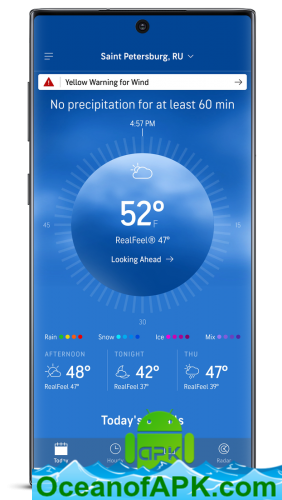 Saint Petersburg, RU
Yellow Warning for Wind
No precipitation for at least 60 min
4:57 PM
52°F
RealFeel® 47°
Looking Ahead →
45
15
30
Rain Snow Ice Mix
AFTERNOON TONIGHT THU
48° 42° 47°
RealFeel 47° RealFeel 37° RealFeel 39°
Today's
apk
Today Hourly Radar
OceanofAPK.com